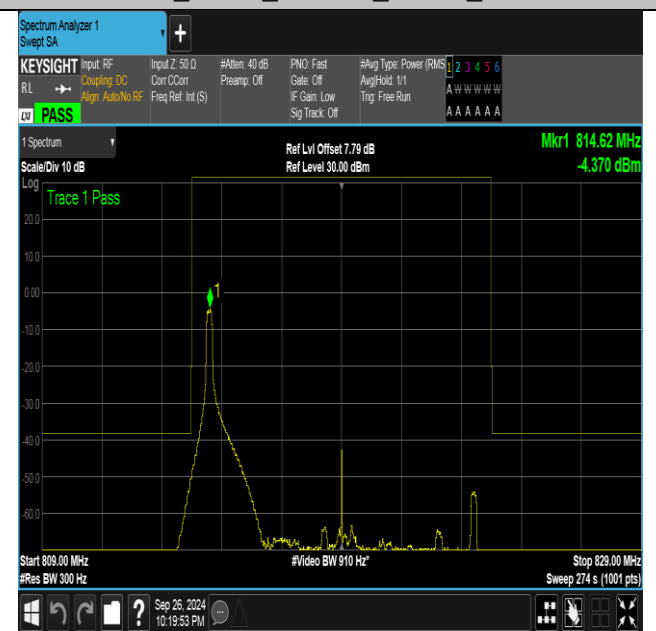 Spectrum Analyzer 1
Swept SA
+
KEYSIGHT Input: RF Input Z: 50 Ω #Atten: 40 dB PNO: Fast #Avg Type: Power (RMS 1 2 3 4 5 6
RL Coupling: DC Corr CCorr Preamp: Off Gate: Off Avg|Hold: 1/1 A W W W W W
Align: Auto/No RF Freq Ref: Int (S) IF Gain: Low Trig: Free Run
LXI PASS Sig Track: Off A A A A A A
1 Spectrum Ref Lvl Offset 7.79 dB Mkr1 814.62 MHz
Scale/Div 10 dB Ref Level 30.00 dBm -4.370 dBm
Log
Trace 1 Pass
20.0
10.0
0.00
1
-10.0
-20.0
-30.0
-40.0
-50.0
-60.0
Start 809.00 MHz #Video BW 910 Hz* Stop 829.00 MHz
#Res BW 300 Hz Sweep 274 s (1001 pts)
? Sep 26, 2024
10:19:53 PM